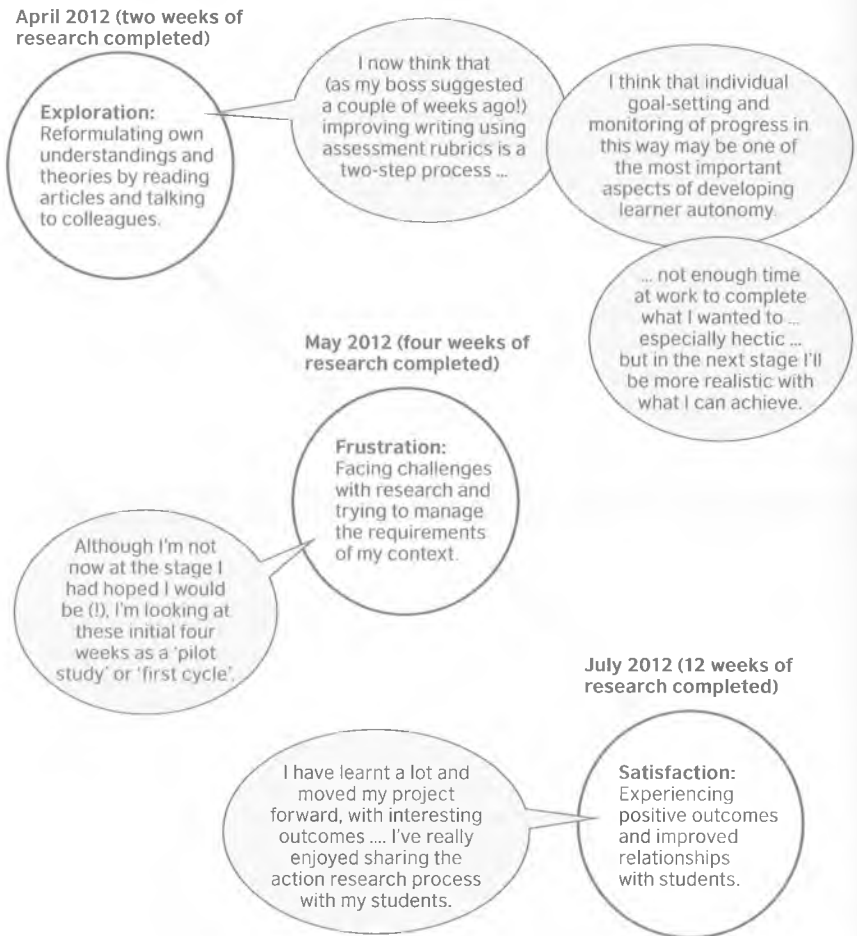 April 2012 (two weeks of
research completed)
Exploration:
Reformulating own
understandings and
theories by reading
articles and talking
to colleagues.
I now think that
(as my boss suggested
a couple of weeks ago!)
improving writing using
assessment rubrics is a
two-step process ...
I think that individual
goal-setting and
monitoring of progress in
this way may be one of
the most important
aspects of developing
learner autonomy.
... not enough time
at work to complete
what I wanted to ...
especially hectic ...
but in the next stage I'll
be more realistic with
what I can achieve.
May 2012 (four weeks of
research completed)
Frustration:
Facing challenges
with research and
trying to manage
the requirements
of my context.
Although I'm not
now at the stage I
had hoped I would
be (!), I'm looking at
these initial four
weeks as a 'pilot
study' or 'first cycle'.
July 2012 (12 weeks of
research completed)
Satisfaction:
Experiencing
positive outcomes
and improved
relationships
with students.
I have learnt a lot and
moved my project
forward, with interesting
outcomes .... I've really
enjoyed sharing the
action research process
with my students.